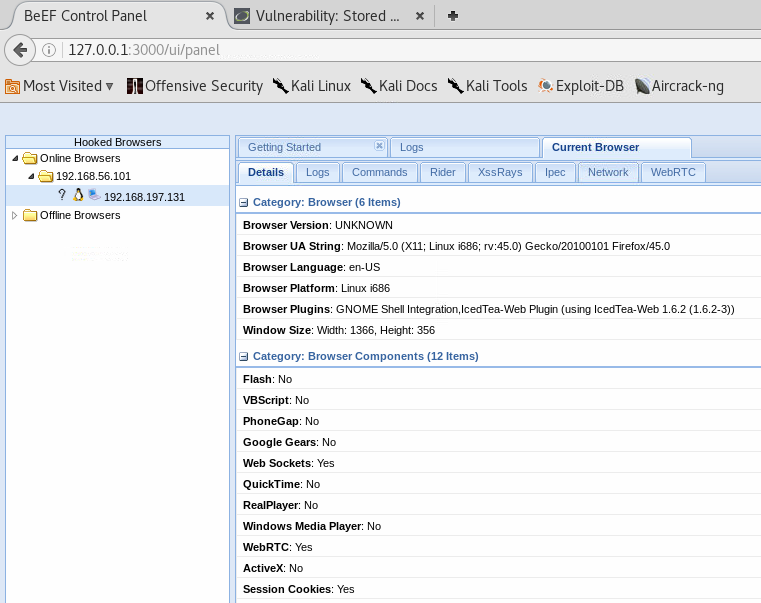 BeEF Control Panel × Vulnerability: Stored ... ×
127.0.0.1:3000/ui/panel
Most Visited Offensive Security Kali Linux Kali Docs Kali Tools Exploit-DB Aircrack-ng
Hooked Browsers
Online Browsers
192.168.56.101
? 192.168.197.131
Offline Browsers
Getting Started Logs Current Browser
Details Logs Commands Rider XssRays Ipec Network WebRTC
Category: Browser (6 Items)
Browser Version: UNKNOWN
Browser UA String: Mozilla/5.0 (X11; Linux i686; rv:45.0) Gecko/20100101 Firefox/45.0
Browser Language: en-US
Browser Platform: Linux i686
Browser Plugins: GNOME Shell Integration,IcedTea-Web Plugin (using IcedTea-Web 1.6.2 (1.6.2-3))
Window Size: Width: 1366, Height: 356
Category: Browser Components (12 Items)
Flash: No
VBScript: No
PhoneGap: No
Google Gears: No
Web Sockets: Yes
QuickTime: No
RealPlayer: No
Windows Media Player: No
WebRTC: Yes
ActiveX: No
Session Cookies: Yes